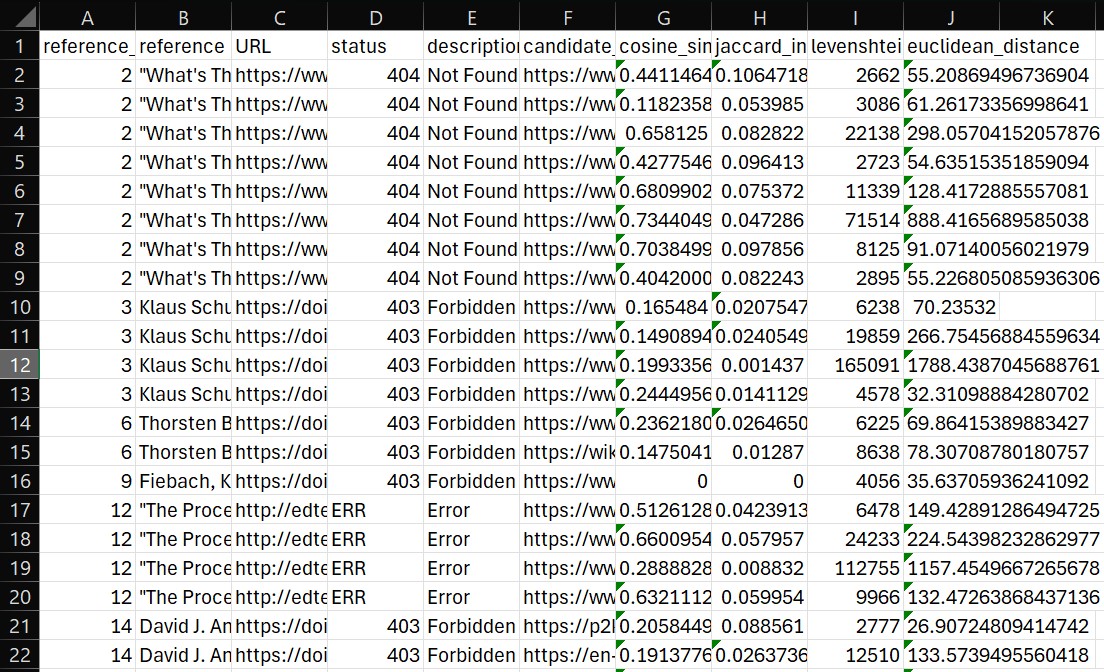 A B C D E F G H I J K
1 reference_ reference URL status description candidate_ cosine_sim jaccard_in levenshtei euclidean_distance
2 2 "What's Th https://ww 404 Not Found https://ww 0.4411464 0.1064718 2662 55.20869496736904
3 2 "What's Th https://ww 404 Not Found https://ww 0.1182358 0.053985 3086 61.26173356998641
4 2 "What's Th https://ww 404 Not Found https://ww 0.658125 0.082822 22138 298.05704152057876
5 2 "What's Th https://ww 404 Not Found https://ww 0.4277546 0.096413 2723 54.63515351859094
6 2 "What's Th https://ww 404 Not Found https://ww 0.6809902 0.075372 11339 128.4172885557081
7 2 "What's Th https://ww 404 Not Found https://ww 0.7344049 0.047286 71514 888.4165689585038
8 2 "What's Th https://ww 404 Not Found https://ww 0.7038499 0.097856 8125 91.07140056021979
9 2 "What's Th https://ww 404 Not Found https://ww 0.4042000 0.082243 2895 55.226805085936306
10 3 Klaus Schu https://doi 403 Forbidden https://ww 0.165484 0.0207547 6238 70.23532
11 3 Klaus Schu https://doi 403 Forbidden https://ww 0.1490894 0.0240549 19859 266.75456884559634
12 3 Klaus Schu https://doi 403 Forbidden https://ww 0.1993356 0.001437 165091 1788.4387045688761
13 3 Klaus Schu https://doi 403 Forbidden https://ww 0.2444956 0.0141129 4578 32.31098884280702
14 6 Thorsten B https://doi 403 Forbidden https://ww 0.2362180 0.0264650 6225 69.86415389883427
15 6 Thorsten B https://doi 403 Forbidden https://wik 0.1475041 0.01287 8638 78.30708780180757
16 9 Fiebach, K https://doi 403 Forbidden https://ww 0 0 4056 35.63705936241092
17 12 "The Proce http://edte ERR Error https://ww 0.5126128 0.0423913 6478 149.42891286494725
18 12 "The Proce http://edte ERR Error https://ww 0.6600954 0.057957 24233 224.54398232862977
19 12 "The Proce http://edte ERR Error https://ww 0.2888828 0.008832 112755 1157.4549667265678
20 12 "The Proce http://edte ERR Error https://ww 0.6321112 0.059954 9966 132.47263868437136
21 14 David J. An https://doi 403 Forbidden https://p2l 0.2058449 0.088561 2777 26.90724809414742
22 14 David J. An https://doi 403 Forbidden https://en- 0.1913776 0.0263736 12510 133.5739495560418